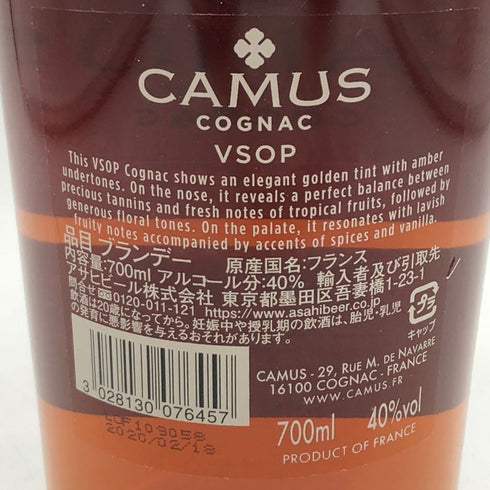 CAMUS
COGNAC
VSOP
This VSOP Cognac shows an elegant golden tint with amber
undertones. On the nose, it reveals a perfect balance between
precious tannins and fresh notes of tropical fruits, followed by
generous floral tones. On the palate, it resonates with lavish
fruity notes accompanied by accents of spices and vanilla.
品目:ブランデー 原産国名:フランス
内容量:700ml アルコール分:40% 輸入者及び引取先
アサヒビール株式会社 東京都墨田区吾妻橋1-23-1
0120-011-121 https://www.asahibeer.co.jp
飲酒は20歳になってから。妊娠中や授乳期の飲酒は、胎児・乳児
の発育に悪影響を与えるおそれがあります。
プラ
キャップ
CAMUS - 29, RUE M. DE NAVARRE
16100 COGNAC - FRANCE
WWW.CAMUS.FR
3 028130 076457
LOF109058
2020/02/18
700ml 40%vol
PRODUCT OF FRANCE